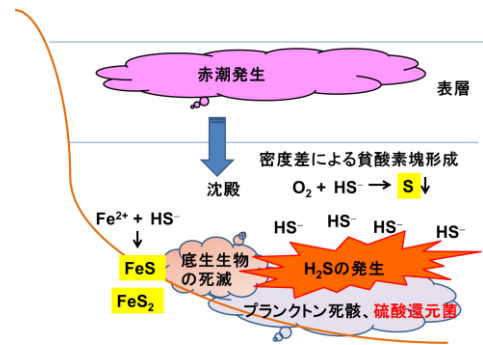 赤潮発生
表層
密度差による貧酸素塊形成
沈殿
O₂ + HS⁻ → S ↓
Fe²⁺ + HS⁻
↓
HS⁻ HS⁻ HS⁻ HS⁻
底生生物
の死滅
FeS
H₂Sの発生
FeS₂
プランクトン死骸、硫酸還元菌